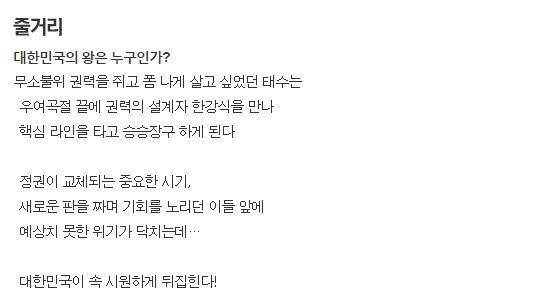 줄거리
대한민국의 왕은 누구인가?
무소불위 권력을 쥐고 폼 나게 살고 싶었던 태수는
우여곡절 끝에 권력의 설계자 한강식을 만나
핵심 라인을 타고 승승장구 하게 된다
정권이 교체되는 중요한 시기,
새로운 판을 짜며 기회를 노리던 이들 앞에
예상치 못한 위기가 닥치는데…
대한민국이 속 시원하게 뒤집힌다!